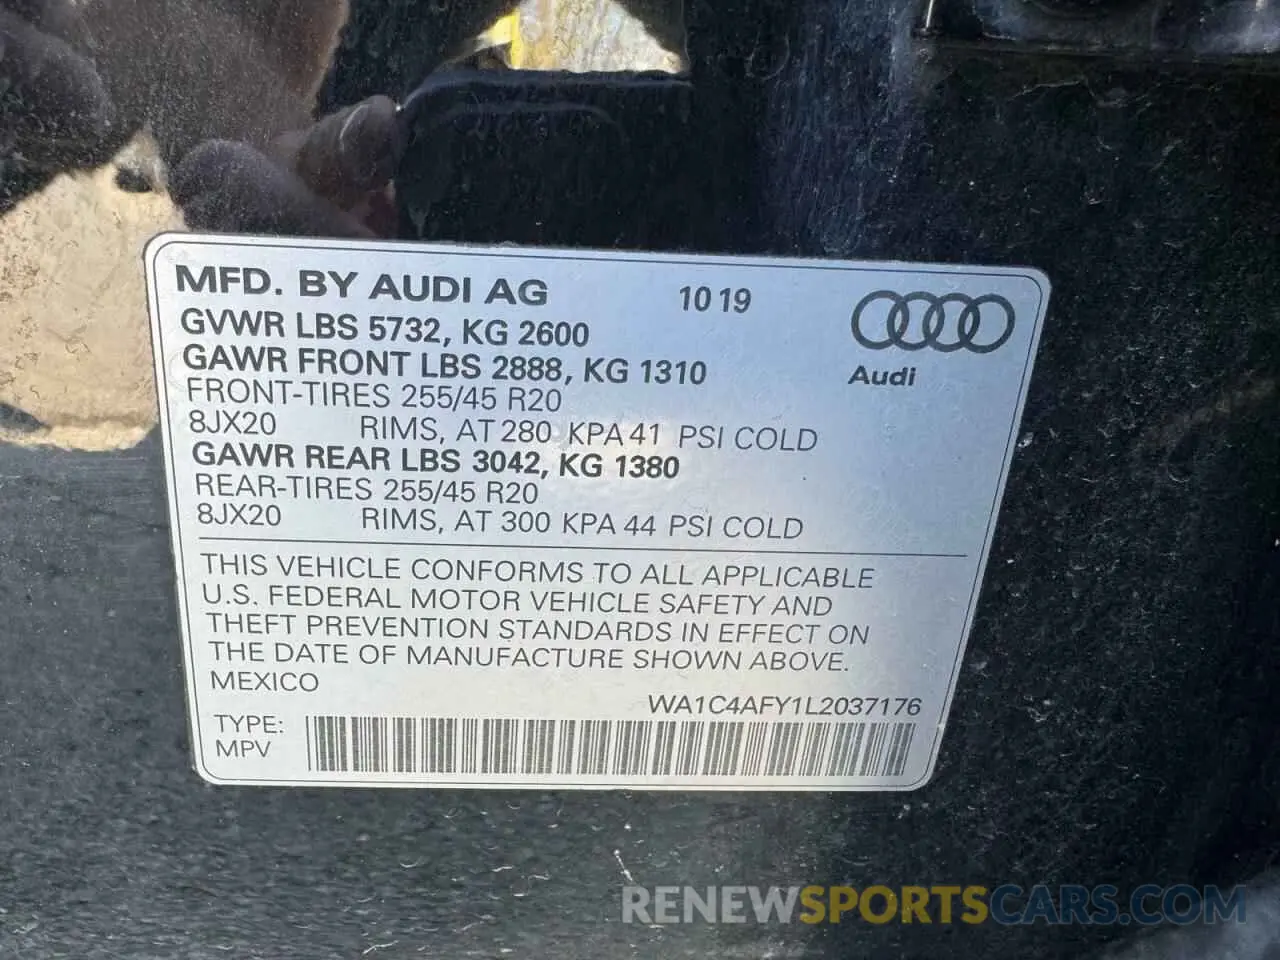 MFD. BY AUDI AG 10 19
GVWR LBS 5732, KG 2600
GAWR FRONT LBS 2888, KG 1310
Audi
FRONT-TIRES 255/45 R20
8JX20 RIMS, AT 280 KPA 41 PSI COLD
GAWR REAR LBS 3042, KG 1380
REAR-TIRES 255/45 R20
8JX20 RIMS, AT 300 KPA 44 PSI COLD
THIS VEHICLE CONFORMS TO ALL APPLICABLE
U.S. FEDERAL MOTOR VEHICLE SAFETY AND
THEFT PREVENTION STANDARDS IN EFFECT ON
THE DATE OF MANUFACTURE SHOWN ABOVE.
MEXICO
WA1C4AFY1L2037176
TYPE:
MPV
RENEWSPORTSCARS.COM